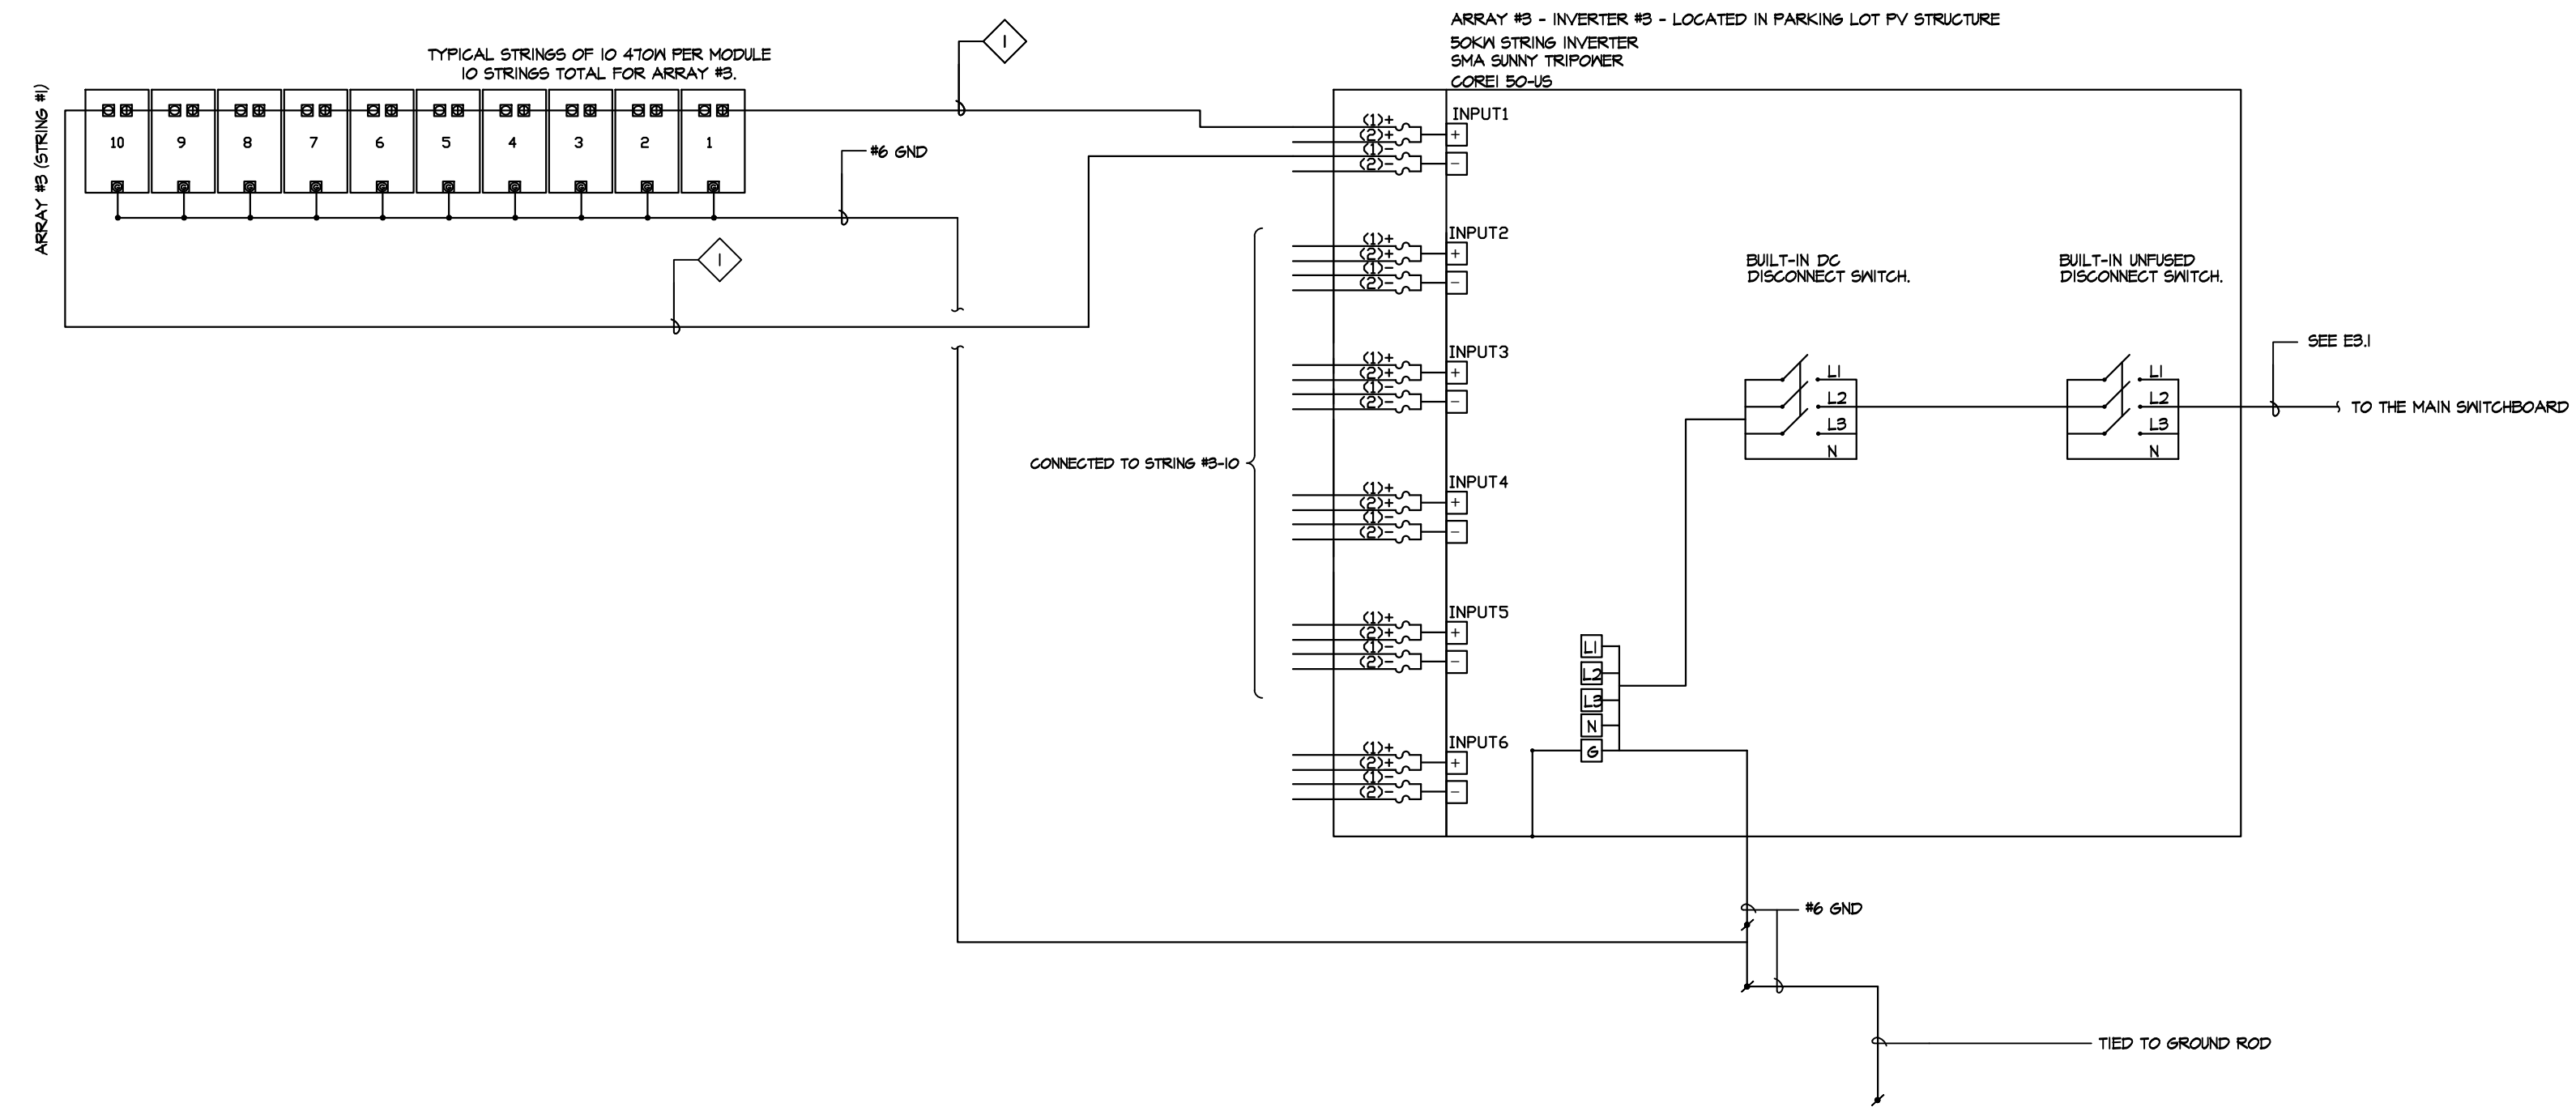 ARRAY #3 - INVERTER #3 - LOCATED IN PARKING LOT PV STRUCTURE
50KW STRING INVERTER
SMA SUNNY TRIPOWER
CORE1 50-US
TYPICAL STRINGS OF 10 470W PER MODULE
10 STRINGS TOTAL FOR ARRAY #3.
1
ARRAY #3 (STRING #1)
10 9 8 7 6 5 4 3 2 1
#6 GND
1
INPUT1
(1)+
(2)+
+
(1)-
(2)-
-
INPUT2
(1)+
(2)+
+
(1)-
(2)-
-
INPUT3
(1)+
(2)+
+
(1)-
(2)-
-
CONNECTED TO STRING #3-10
INPUT4
(1)+
(2)+
+
(1)-
(2)-
-
INPUT5
(1)+
(2)+
+
(1)-
(2)-
-
INPUT6
(1)+
(2)+
+
(1)-
(2)-
-
BUILT-IN DC
DISCONNECT SWITCH.
L1
L2
L3
N
BUILT-IN UNFUSED
DISCONNECT SWITCH.
L1
L2
L3
N
SEE E3.1
TO THE MAIN SWITCHBOARD
L1
L2
L3
N
G
#6 GND
TIED TO GROUND ROD